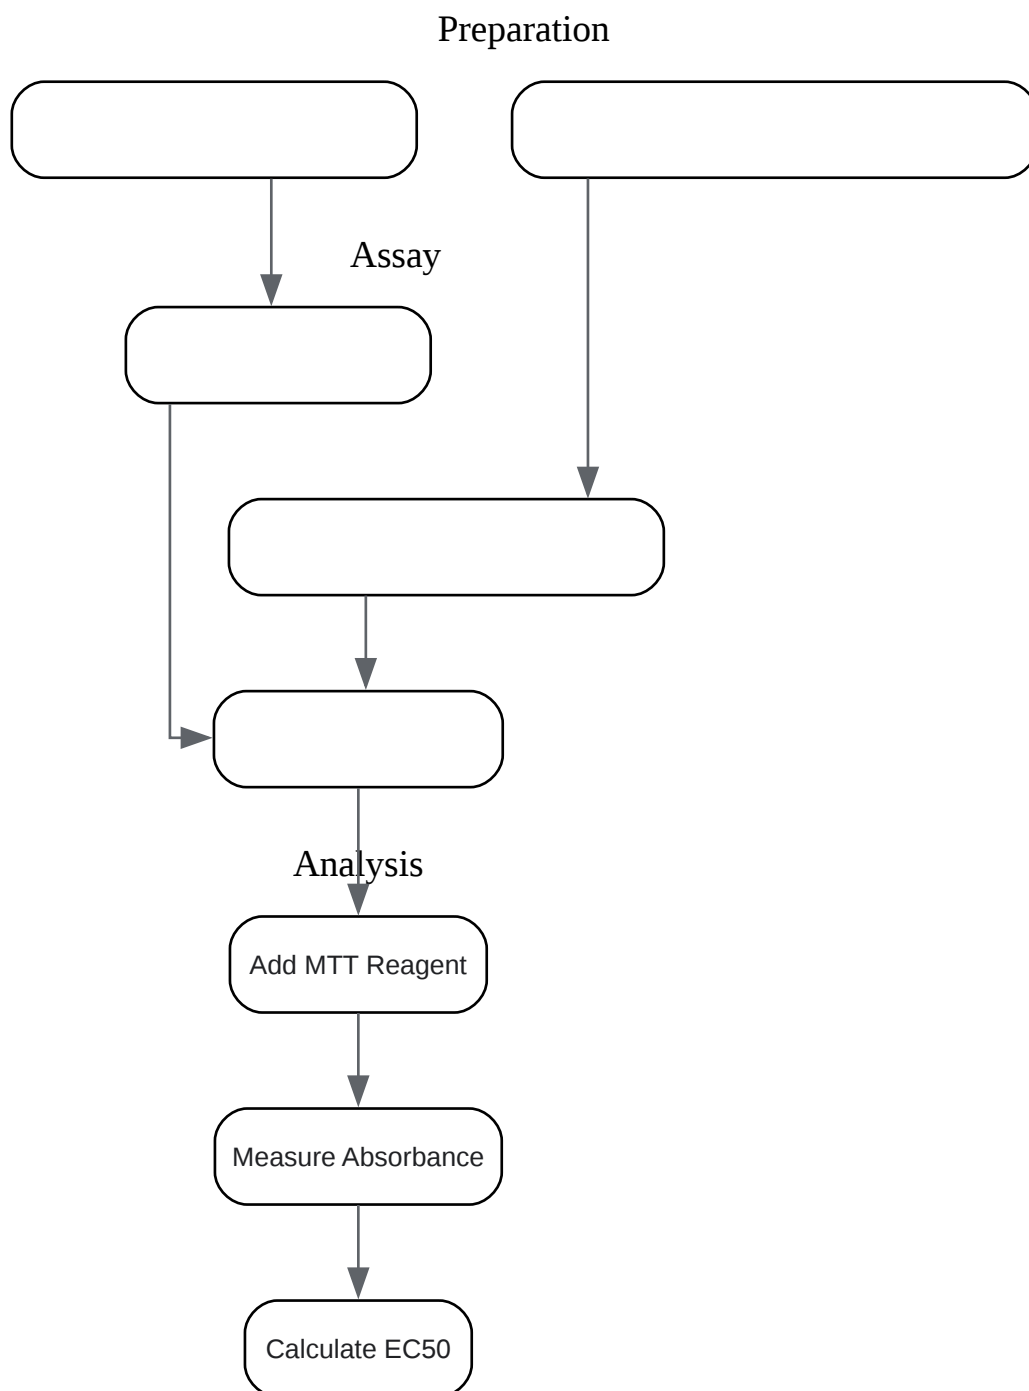 Preparation
Assay
Analysis
Add MTT Reagent
Measure Absorbance
Calculate EC50